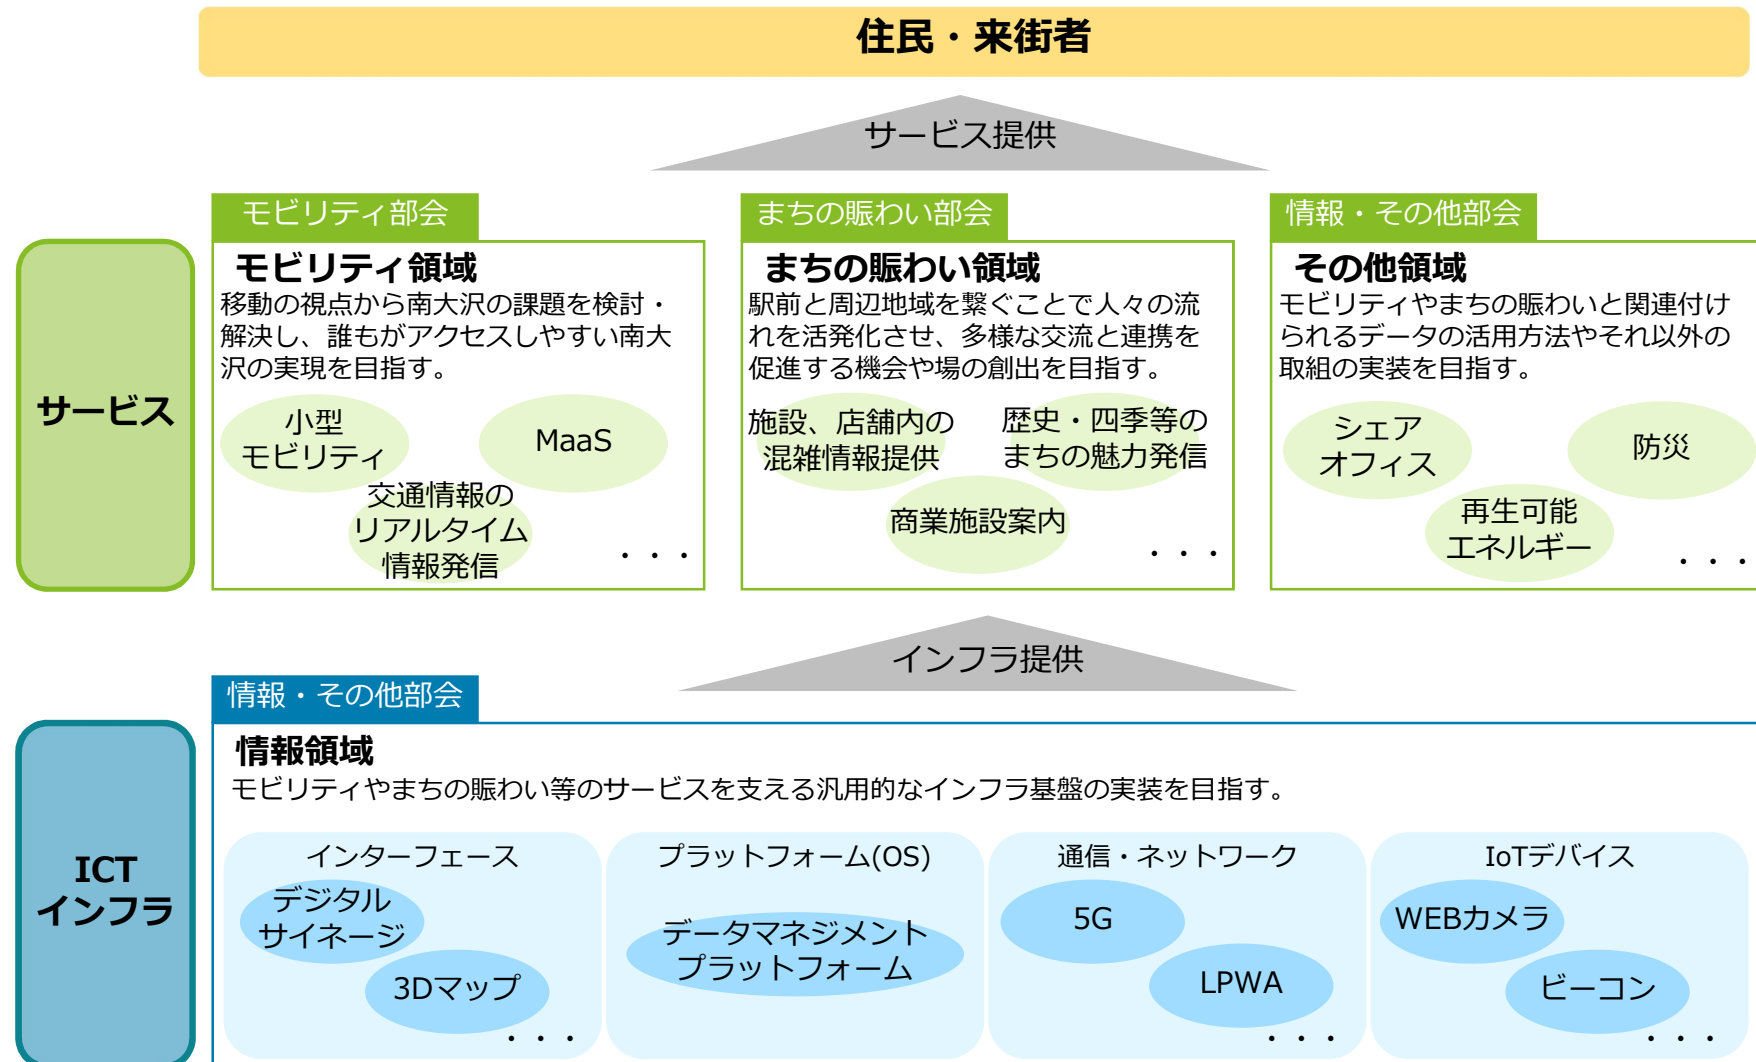 住民・来街者
サービス提供
サービス
モビリティ部会
モビリティ領域
移動の視点から南大沢の課題を検討・
解決し、誰もがアクセスしやすい南大
沢の実現を目指す。
小型
モビリティ
MaaS
交通情報の
リアルタイム
情報発信
・・・
まちの賑わい部会
まちの賑わい領域
駅前と周辺地域を繋ぐことで人々の流
れを活発化させ、多様な交流と連携を
促進する機会や場の創出を目指す。
施設、店舗内の
混雑情報提供
歴史・四季等の
まちの魅力発信
商業施設案内
・・・
情報・その他部会
その他領域
モビリティやまちの賑わいと関連付け
られるデータの活用方法やそれ以外の
取組の実装を目指す。
シェア
オフィス
防災
再生可能
エネルギー
・・・
インフラ提供
ICT
インフラ
情報・その他部会
情報領域
モビリティやまちの賑わい等のサービスを支える汎用的なインフラ基盤の実装を目指す。
インターフェース
デジタル
サイネージ
3Dマップ
・・・
プラットフォーム(OS)
データマネジメント
プラットフォーム
通信・ネットワーク
5G
LPWA
・・・
IoTデバイス
WEBカメラ
ビーコン
・・・